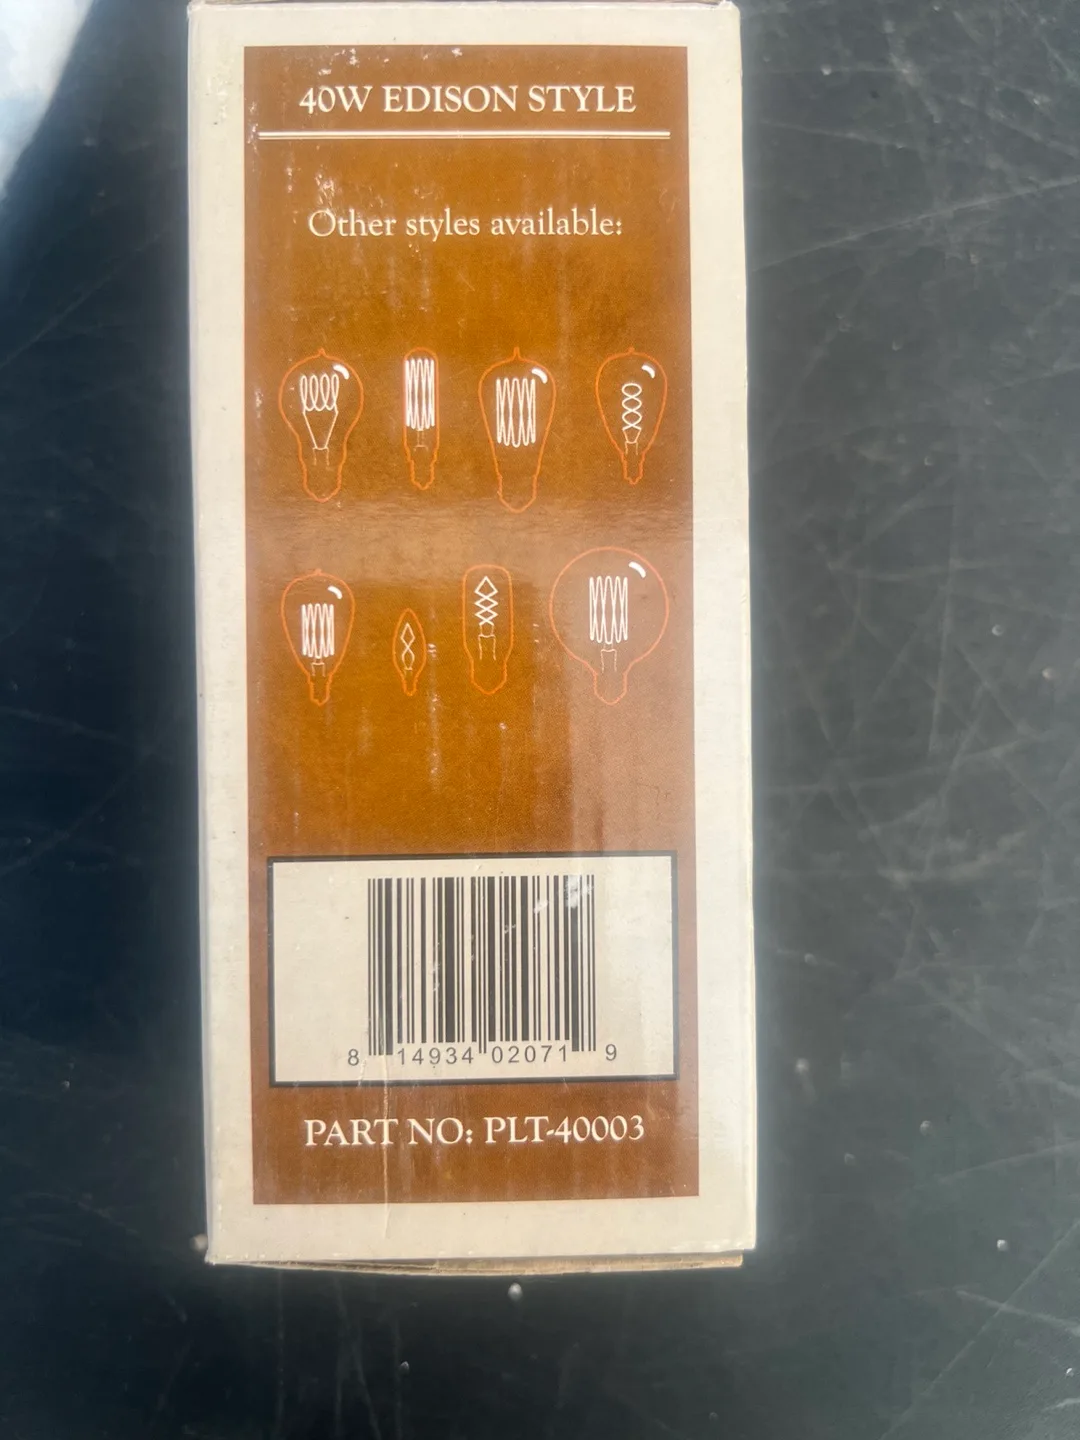 40W EDISON STYLE
Other styles available:
8 14934 02071 9
PART NO: PLT-40003